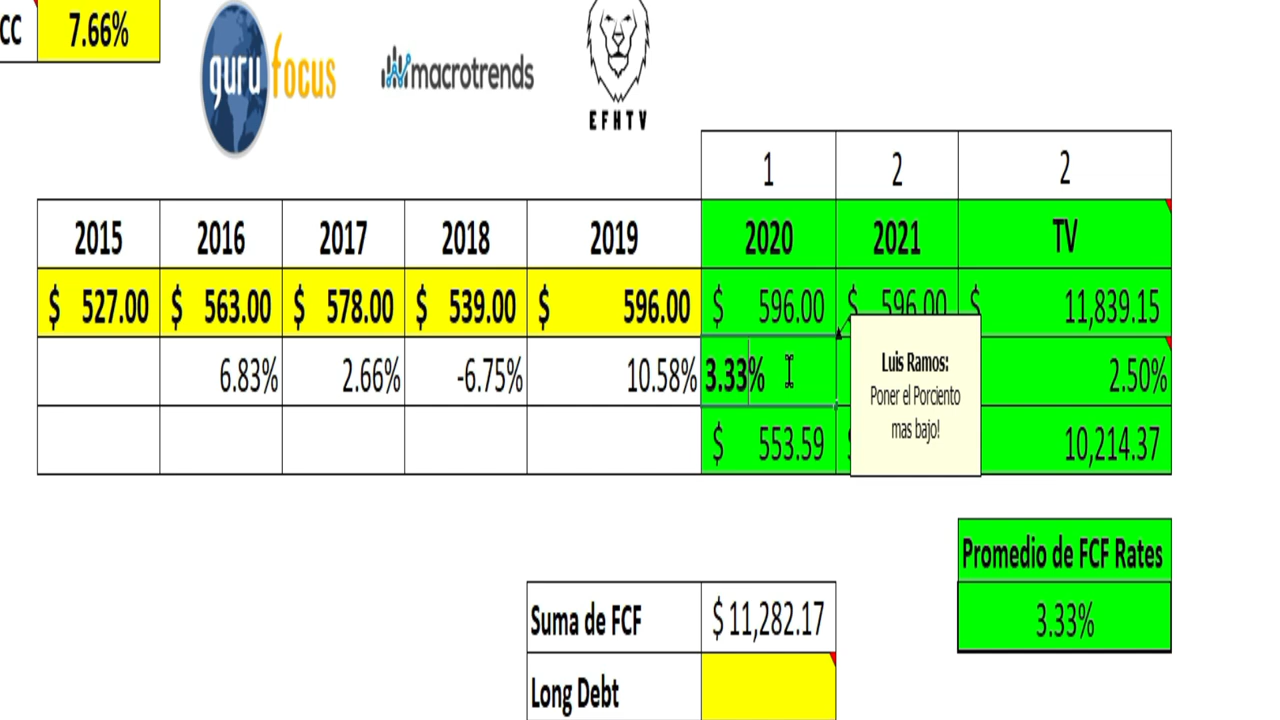 CC 7.66%
guru focus
macrotrends
EFHTV
1 2 2
2015 2016 2017 2018 2019 2020 2021 TV
$ 527.00 $ 563.00 $ 578.00 $ 539.00 $ 596.00 $ 596.00 $ 596.00 $ 11,839.15
6.83% 2.66% -6.75% 10.58% 3.33% 2.50%
$ 553.59 10,214.37
Luis Ramos:
Poner el Porciento
mas bajo!
Promedio de FCF Rates
3.33%
Suma de FCF $ 11,282.17
Long Debt